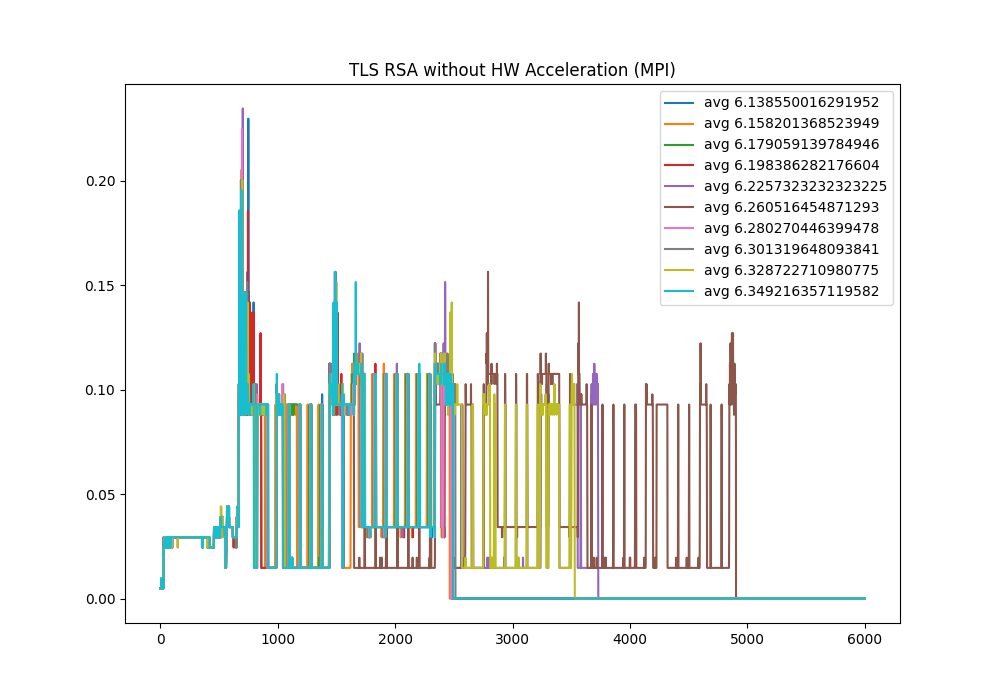 TLS RSA without HW Acceleration (MPI)
avg 6.138550016291952
avg 6.158201368523949
avg 6.179059139784946
avg 6.198386282176604
avg 6.2257323232323225
avg 6.260516454871293
avg 6.280270446399478
avg 6.301319648093841
avg 6.328722710980775
avg 6.349216357119582
0.20
0.15
0.10
0.05
0.00
0 1000 2000 3000 4000 5000 6000